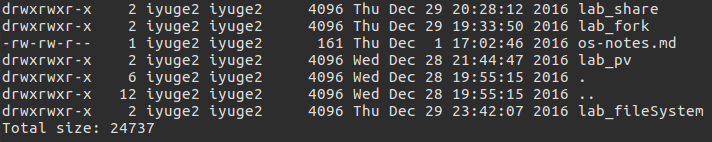 drwxrwxr-x    2 iyuge2 iyuge2      4096 Thu Dec 29 20:28:12 2016 lab_share
drwxrwxr-x    2 iyuge2 iyuge2      4096 Thu Dec 29 19:33:50 2016 lab_fork
-rw-rw-r--    1 iyuge2 iyuge2       161 Thu Dec  1 17:02:46 2016 os-notes.md
drwxrwxr-x    2 iyuge2 iyuge2      4096 Wed Dec 28 21:44:47 2016 lab_pv
drwxrwxr-x    6 iyuge2 iyuge2      4096 Wed Dec 28 19:55:15 2016 .
drwxrwxr-x   12 iyuge2 iyuge2      4096 Wed Dec 28 19:55:15 2016 ..
drwxrwxr-x    2 iyuge2 iyuge2      4096 Thu Dec 29 23:42:07 2016 lab_fileSystem
Total size: 24737